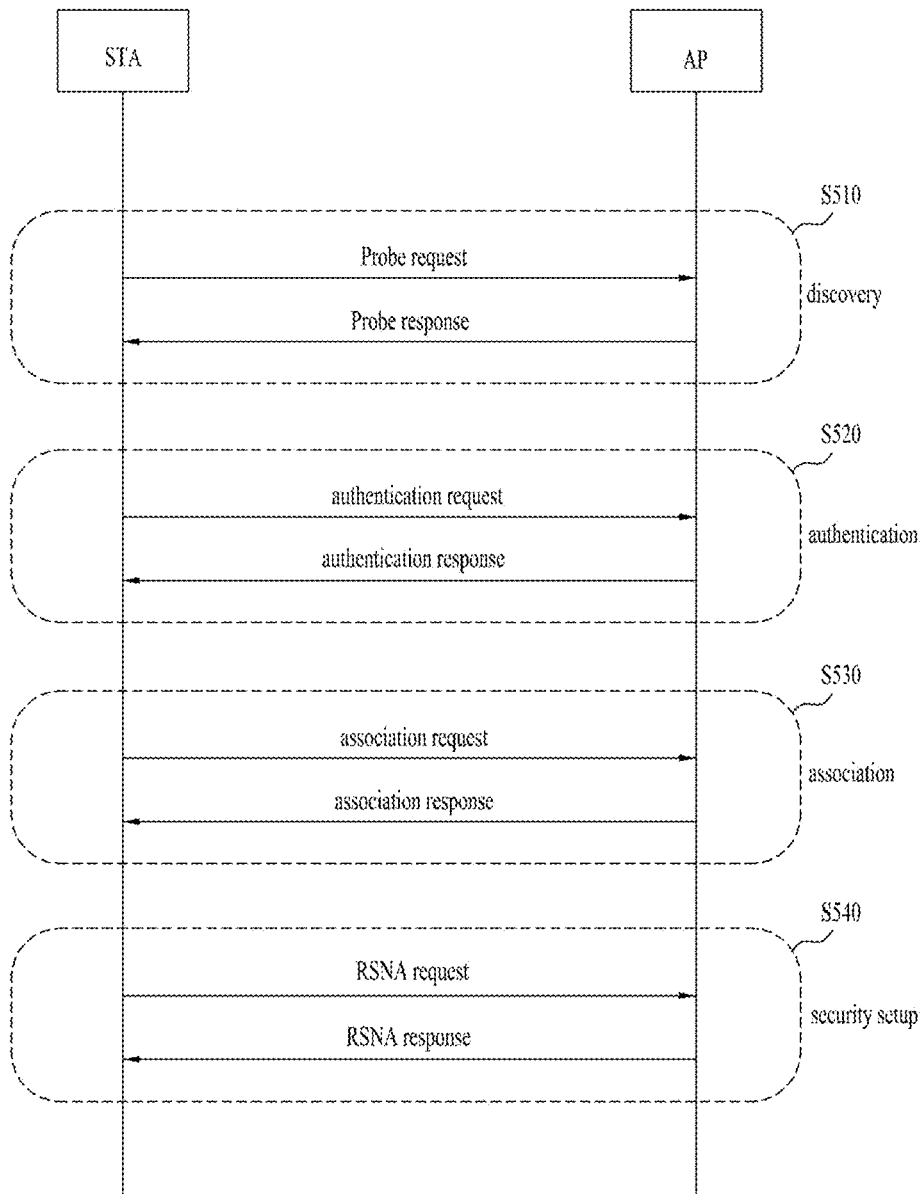 STA
AP
S510
Probe request
discovery
Probe response
S520
authentication request
authentication
authentication response
S530
association request
association
association response
S540
RSNA request
security setup
RSNA response